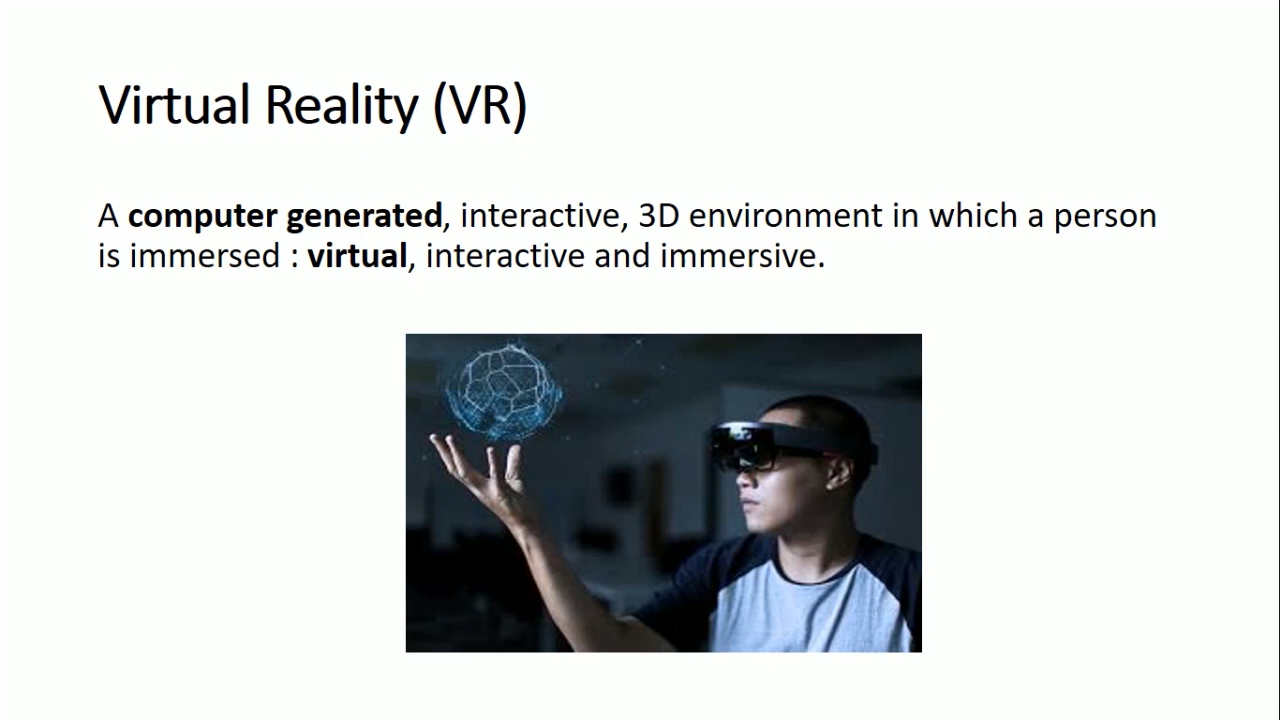 Virtual Reality (VR)
A computer generated, interactive, 3D environment in which a person
is immersed : virtual, interactive and immersive.